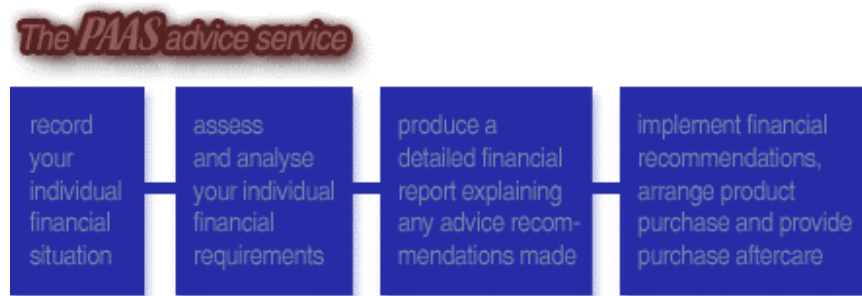 The PAAS advice service
record
your
individual
financial
situation
assess
and analyse
your individual
financial
requirements
produce a
detailed financial
report explaining
any advice recom-
mendations made
implement financial
recommendations,
arrange product
purchase and provide
purchase aftercare